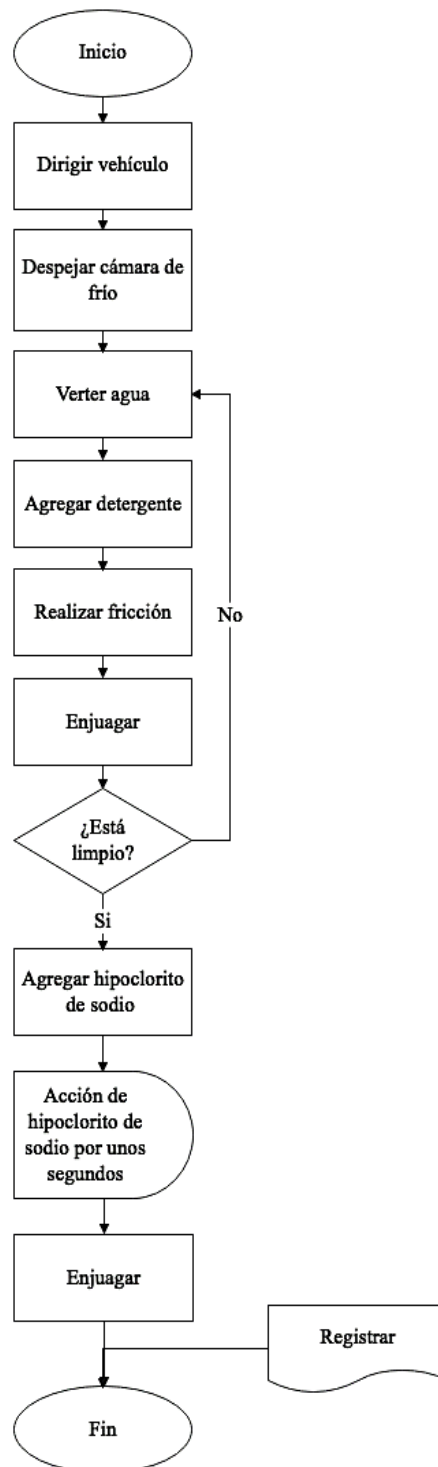 Inicio
Dirigir vehículo
Despejar cámara de
frío
Verter agua
Agregar detergente
Realizar fricción
No
Enjuagar
¿Está
limpio?
Si
Agregar hipoclorito
de sodio
Acción de
hipoclorito de
sodio por unos
segundos
Enjuagar
Registrar
Fin